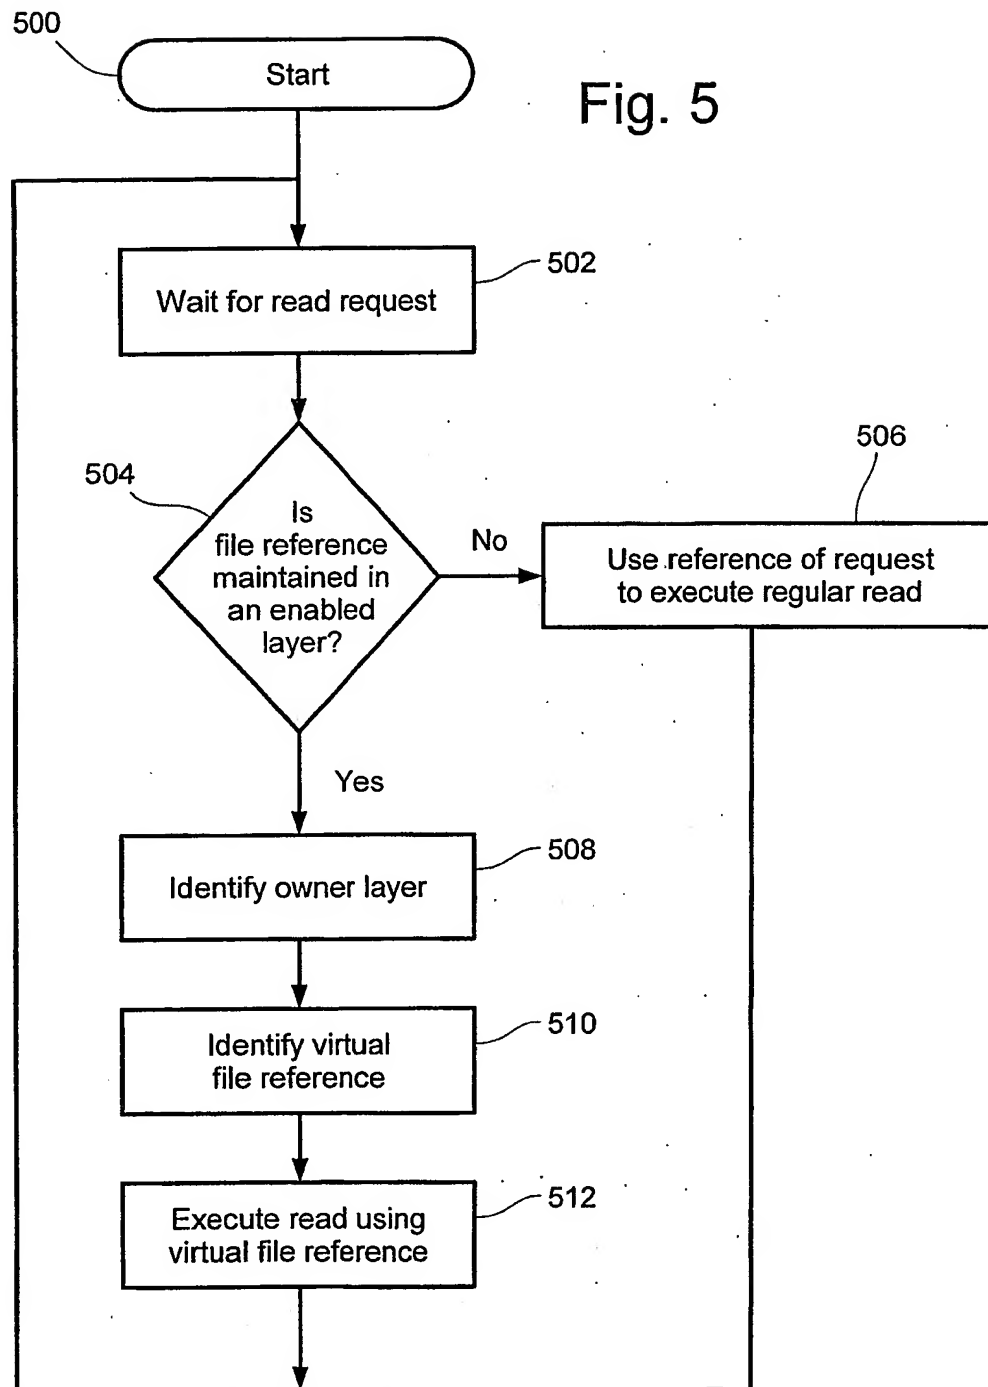 500
Start
Fig. 5
Wait for read request
502
504
Is
file reference
maintained in
an enabled
layer?
No
506
Use reference of request
to execute regular read
Yes
Identify owner layer
508
Identify virtual
file reference
510
Execute read using
virtual file reference
512